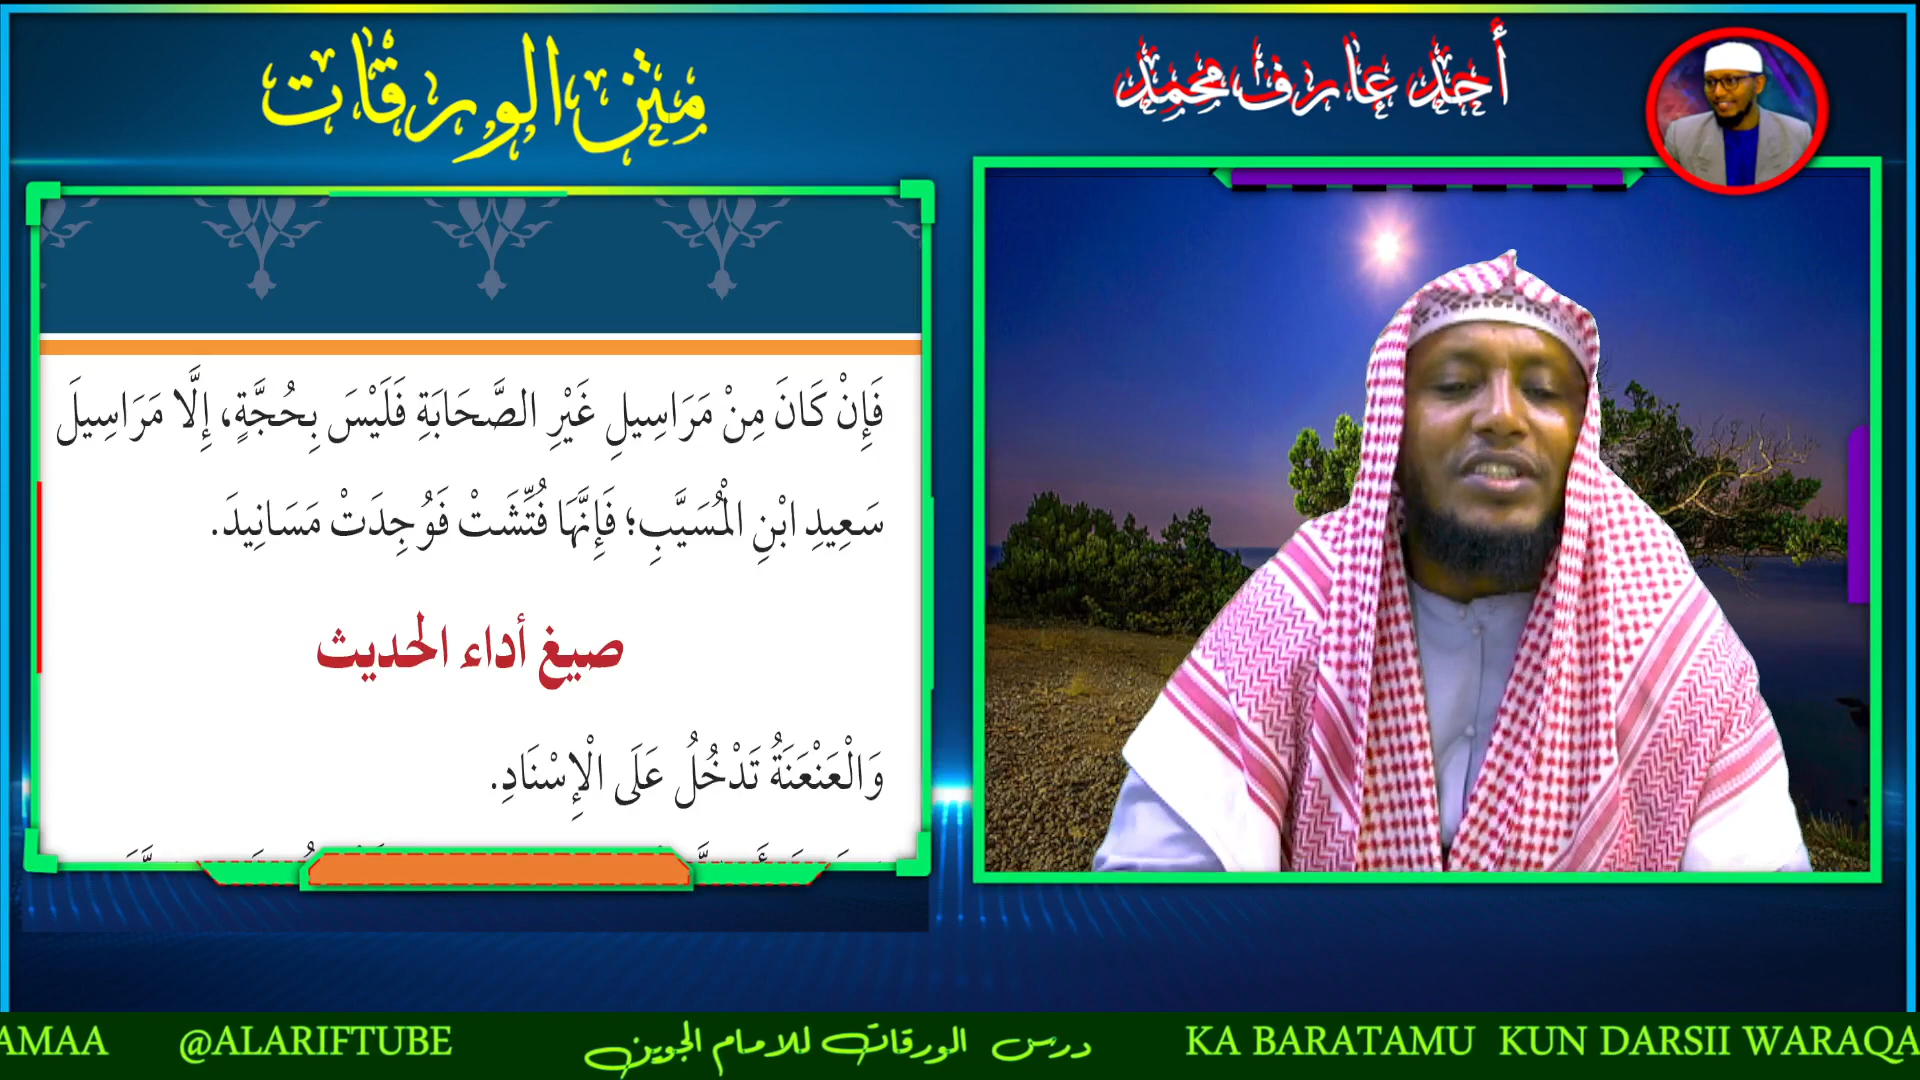 متن الورقات
أحمد عارف محمد
فَإِنْ كَانَ مِنْ مَرَاسِيلِ غَيْرِ الصَّحَابَةِ فَلَيْسَ بِحُجَّةٍ، إِلَّا مَرَاسِيلَ
سَعِيدِ ابْنِ الْمُسَيَّبِ؛ فَإِنَّهَا فُتِّشَتْ فَوُجِدَتْ مَسَانِيدَ.
صيغ أداء الحديث
وَالْعَنْعَنَةُ تَدْخُلُ عَلَى الْإِسْنَادِ.
AMAA @ALARIFTUBE درس الورقات للامام الجوين KA BARATAMU KUN DARSII WARAQA